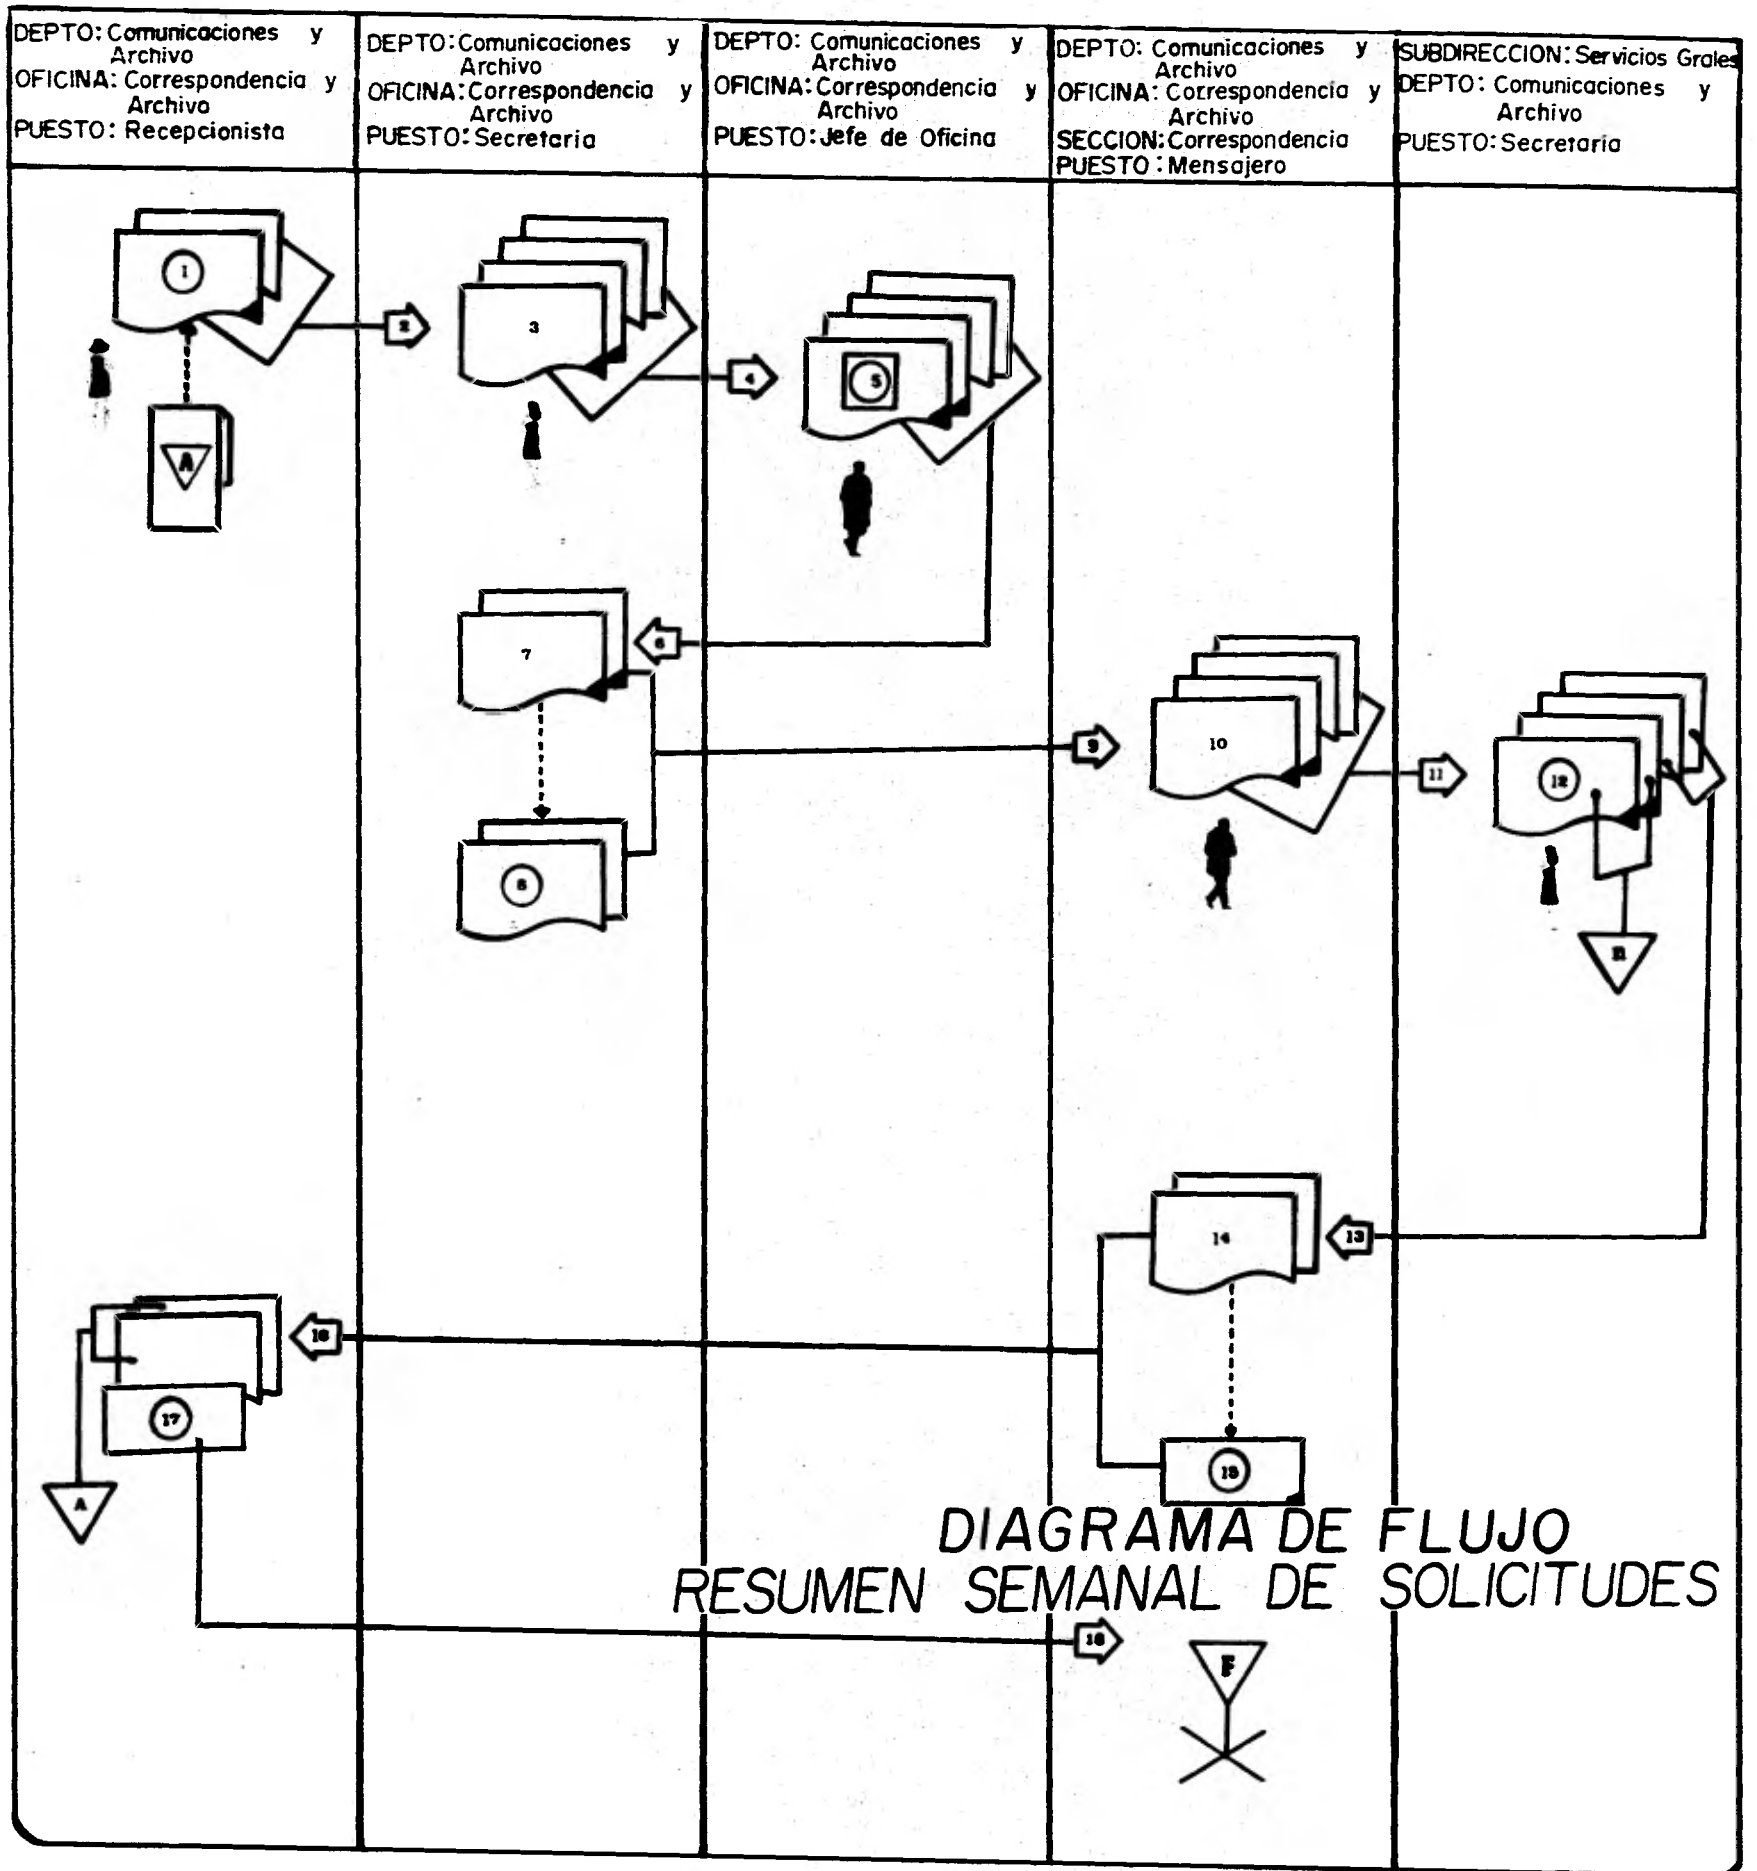 DEPTO: Comunicaciones y
Archivo
OFICINA: Correspondencia y
Archivo
PUESTO: Recepcionista
DEPTO: Comunicaciones y
Archivo
OFICINA: Correspondencia y
Archivo
PUESTO: Secretaria
DEPTO: Comunicaciones y
Archivo
OFICINA: Correspondencia y
Archivo
PUESTO: Jefe de Oficina
DEPTO: Comunicaciones y
Archivo
OFICINA: Correspondencia y
Archivo
SECCION: Correspondencia
PUESTO: Mensajero
SUBDIRECCION: Servicios Grales
DEPTO: Comunicaciones y
Archivo
PUESTO: Secretaria
1
2
3
4
5
A
6
7
8
9
10
11
12
13
14
15
16
17
A
DIAGRAMA DE FLUJO
RESUMEN SEMANAL DE SOLICITUDES
18
F